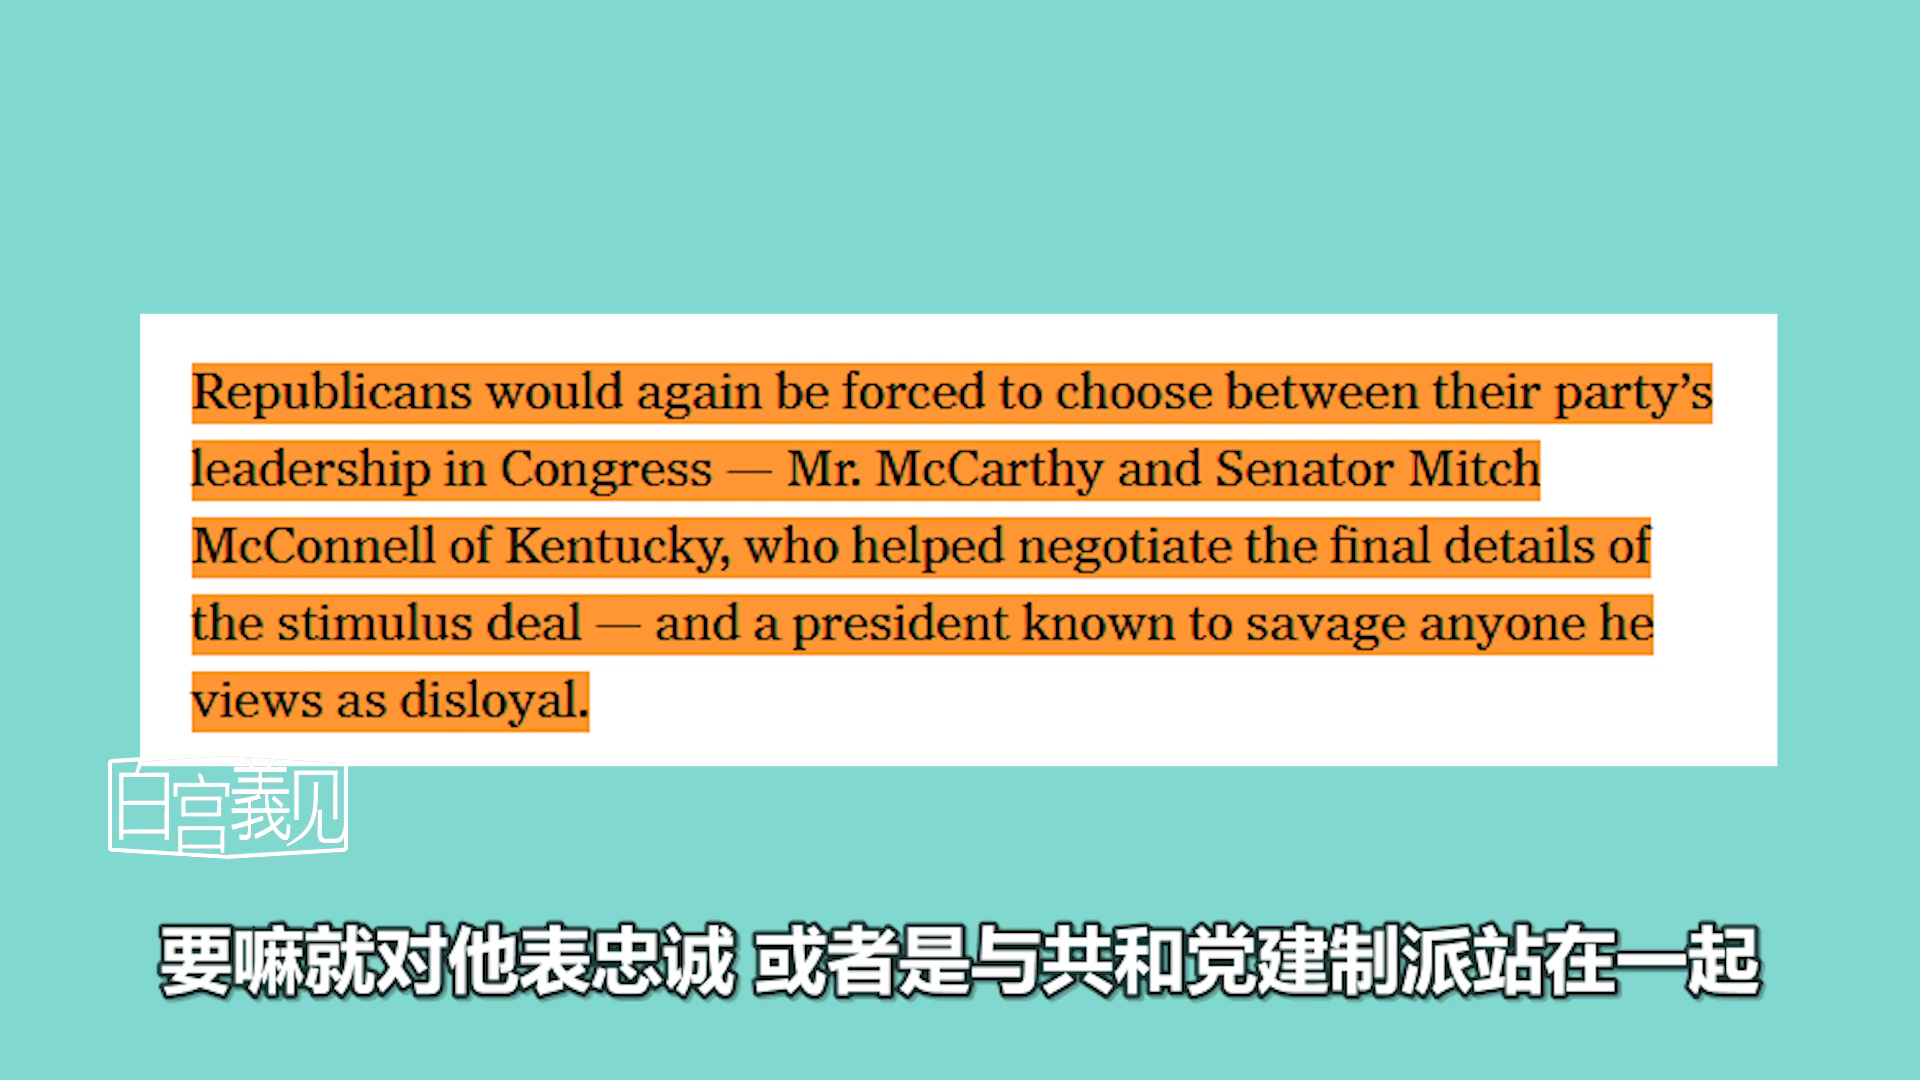 Republicans would again be forced to choose between their party’s
leadership in Congress — Mr. McCarthy and Senator Mitch
McConnell of Kentucky, who helped negotiate the final details of
the stimulus deal — and a president known to savage anyone he
views as disloyal.
白宫義见
要嘛就对他表忠诚 或者是与共和党建制派站在一起